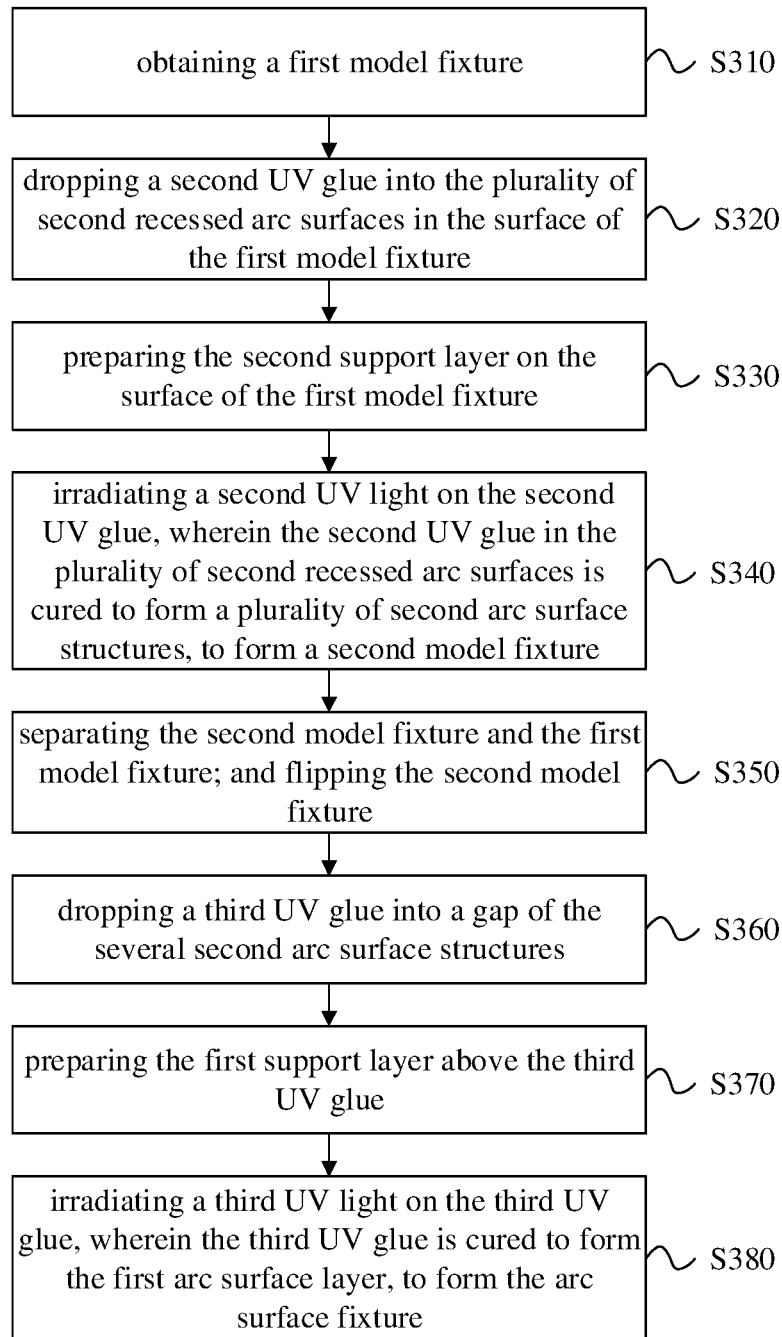 obtaining a first model fixture
S310
dropping a second UV glue into the plurality of
second recessed arc surfaces in the surface of
the first model fixture
S320
preparing the second support layer on the
surface of the first model fixture
S330
irradiating a second UV light on the second
UV glue, wherein the second UV glue in the
plurality of second recessed arc surfaces is
cured to form a plurality of second arc surface
structures, to form a second model fixture
S340
separating the second model fixture and the first
model fixture; and flipping the second model
fixture
S350
dropping a third UV glue into a gap of the
several second arc surface structures
S360
preparing the first support layer above the third
UV glue
S370
irradiating a third UV light on the third UV
glue, wherein the third UV glue is cured to form
the first arc surface layer, to form the arc
surface fixture
S380